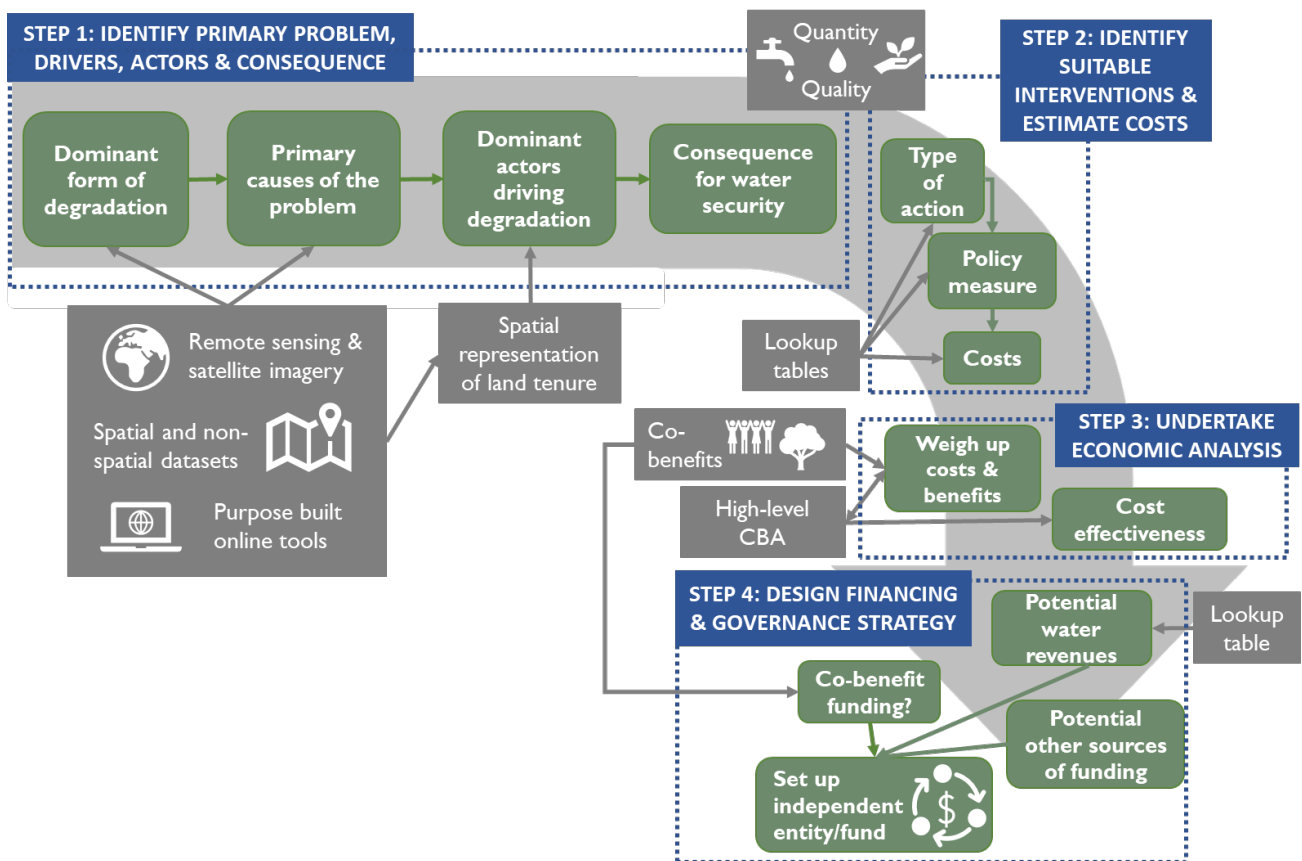 STEP 1: IDENTIFY PRIMARY PROBLEM,
DRIVERS, ACTORS & CONSEQUENCE
Quantity
Quality
STEP 2: IDENTIFY
SUITABLE
INTERVENTIONS &
ESTIMATE COSTS
Dominant
form of
degradation
Primary
causes of the
problem
Dominant
actors
driving
degradation
Consequence
for water
security
Type
of
action
Policy
measure
Costs
Lookup
tables
Remote sensing &
satellite imagery
Spatial and non-
spatial datasets
Purpose built
online tools
Spatial
representation
of land tenure
STEP 3: UNDERTAKE
ECONOMIC ANALYSIS
Co-
benefits
Weigh up
costs &
benefits
High-level
CBA
Cost
effectiveness
STEP 4: DESIGN FINANCING
& GOVERNANCE STRATEGY
Potential
water
revenues
Lookup
table
Co-benefit
funding?
Potential
other sources
of funding
Set up
independent
entity/fund
$